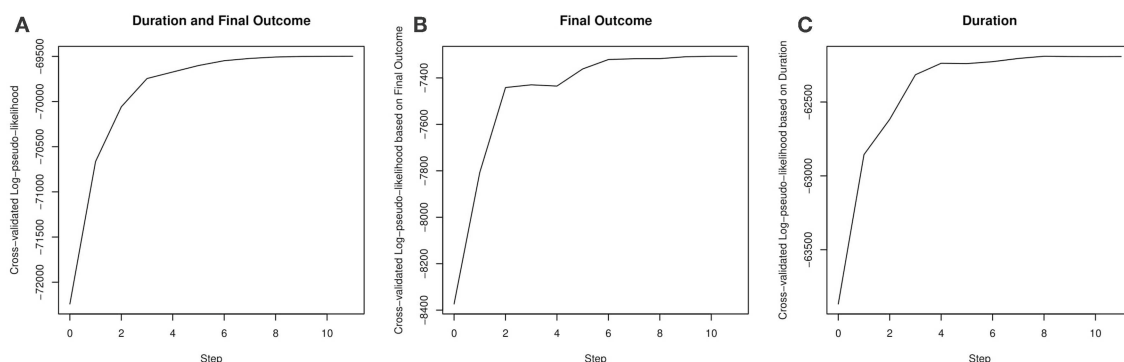 A
Duration and Final Outcome
Cross−validated Log−pseudo−likelihood
−69500
−70000
−70500
−71000
−71500
−72000
0 2 4 6 8 10
Step
B
Final Outcome
Cross−validated Log−pseudo−likelihood based on Final Outcome
−7400
−7600
−7800
−8000
−8200
−8400
0 2 4 6 8 10
Step
C
Duration
Cross−validated Log−pseudo−likelihood based on Duration
−62500
−63000
−63500
0 2 4 6 8 10
Step